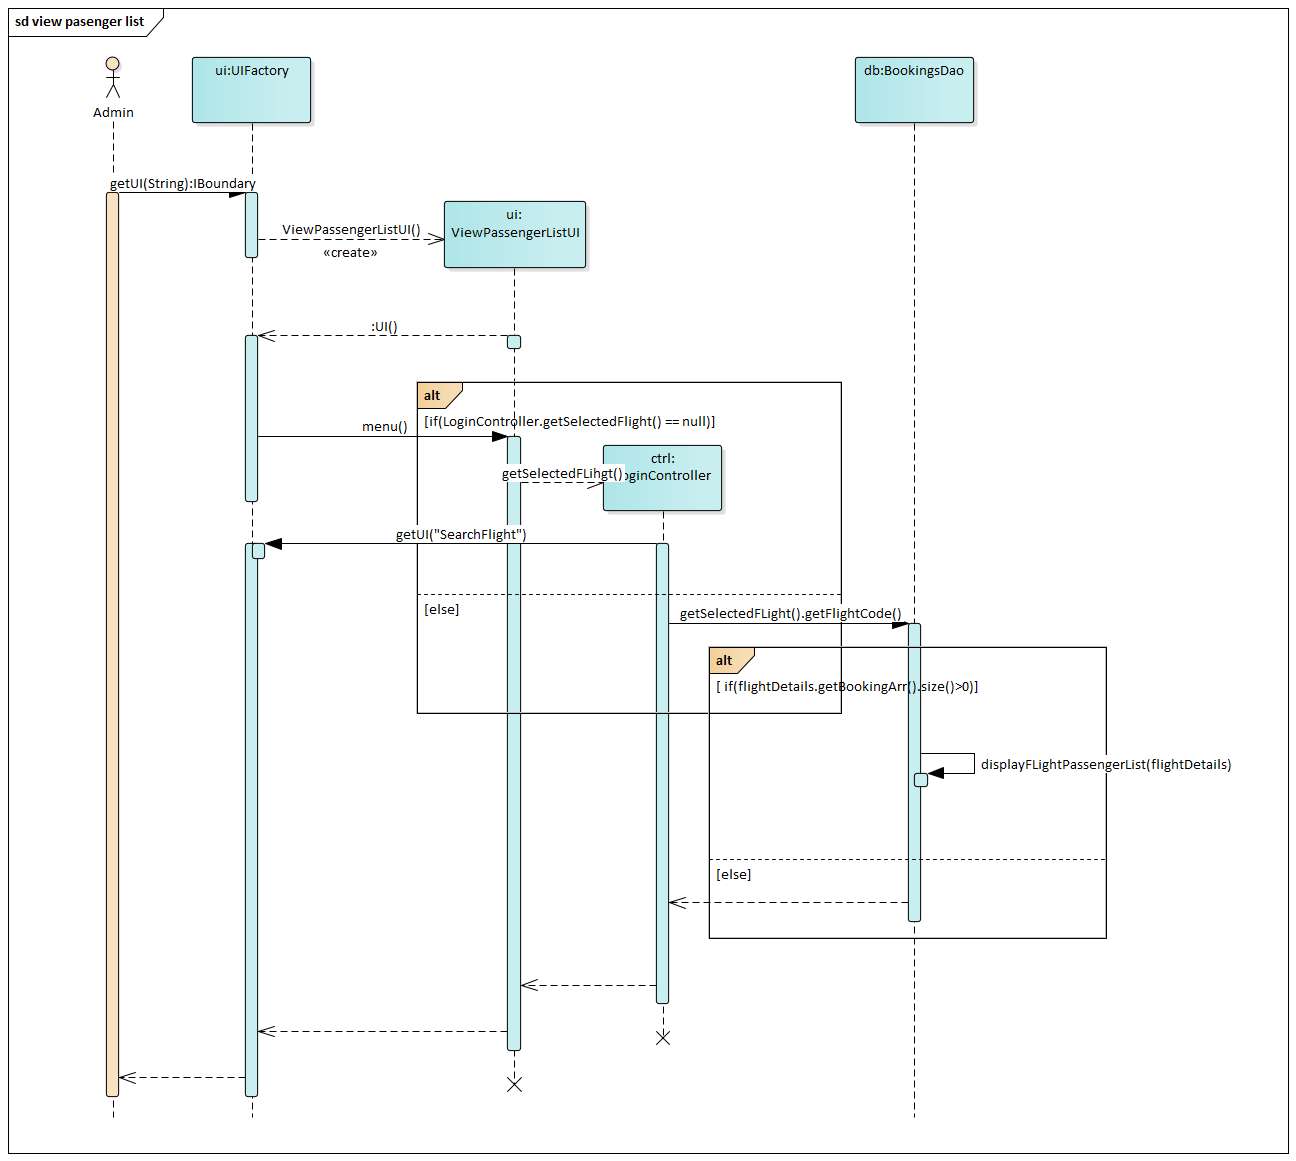 sd view pasenger list
Admin
ui:UIFactory
db:BookingsDao
getUI(String):IBoundary
ui:
ViewPassengerListUI
ViewPassengerListUI()
«create»
:UI()
alt
[if(LoginController.getSelectedFlight() == null)]
menu()
ctrl:
oginController
getSelectedFLihgt()
getUI("SearchFlight")
[else]
getSelectedFLight().getFlightCode()
alt
[ if(flightDetails.getBookingArr().size()>0)]
displayFLightPassengerList(flightDetails)
[else]